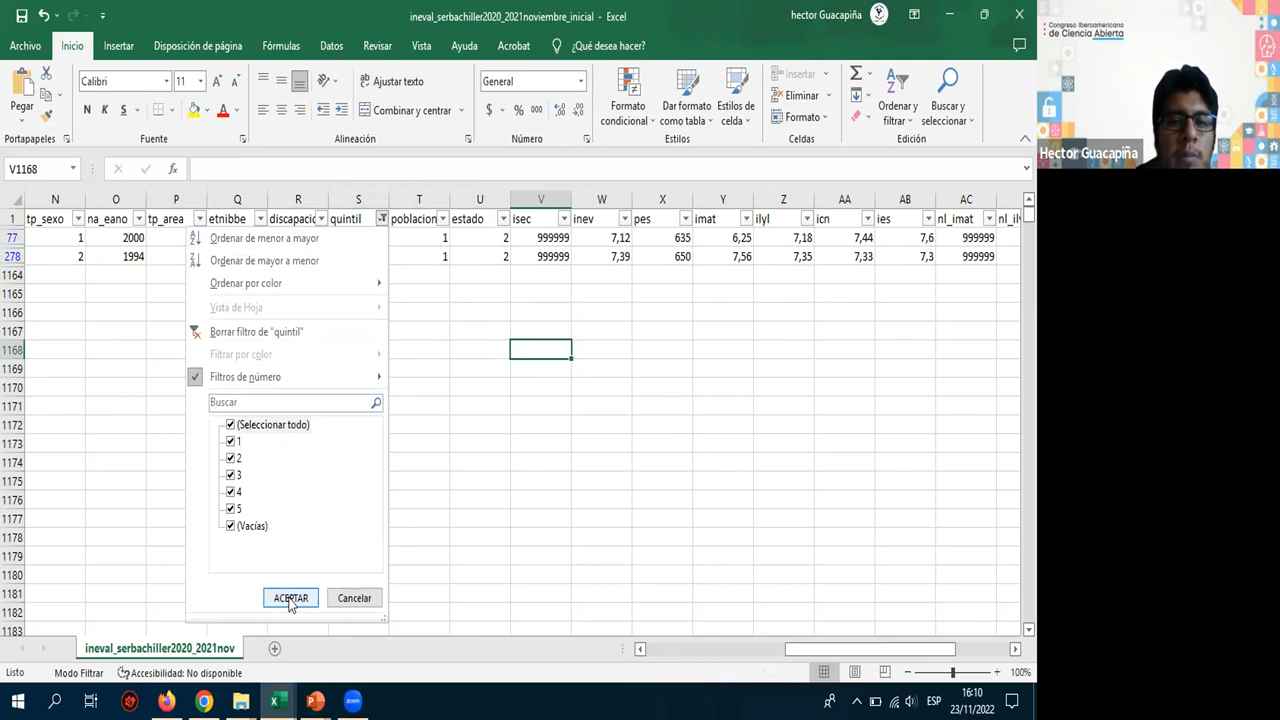 ineval_serbachiller2020_2021noviembre_inicial - Excel
hector Guacapiña
Archivo Inicio Insertar Disposición de página Fórmulas Datos Revisar Vista Ayuda Acrobat ¿Qué desea hacer?
Pegar
Calibri 11
N K S
Ajustar texto
Combinar y centrar
General
$ % 000
Formato condicional
Dar formato como tabla
Estilos de celda
Insertar
Eliminar
Formato
Ordenar y filtrar
Buscar y seleccionar
Portapapeles Fuente Alineación Número Estilos Celdas Edición
V1168 fx
N O P Q R S T U V W X Y Z AA AB AC
1 tp_sexo na_eano tp_area etnibbe discapacid quintil poblacion estado isec inev pes imat ilyl icn ies nl_imat nl_il
77 1 2000 1 2 999999 7,12 635 6,25 7,18 7,44 7,6 999999
278 2 1994 1 2 999999 7,39 650 7,56 7,35 7,33 7,3 999999
1164
1165
1166
1167
1168
1169
1170
1171
1172
1173
1174
1175
1176
1177
1178
1179
1180
1181
1182
1183
Ordenar de menor a mayor
Ordenar de mayor a menor
Ordenar por color
Vista de Hoja
Borrar filtro de "quintil"
Filtrar por color
Filtros de número
Buscar
(Seleccionar todo)
1
2
3
4
5
(Vacías)
ACEPTAR Cancelar
ineval_serbachiller2020_2021nov
Listo Modo Filtrar Accesibilidad: No disponible 100%
ESP
16:10
23/11/2022
Congreso Iberoamericano
de Ciencia Abierta
Hector Guacapiña